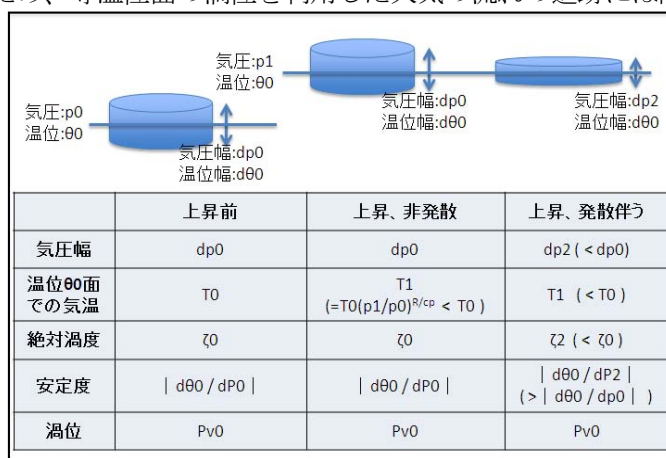 気圧:p1
温位:θ0
気圧:p0
温位:θ0
気圧幅:dp0
温位幅:dθ0
気圧幅:dp0
温位幅:dθ0
気圧幅:dp2
温位幅:dθ0
上昇前 上昇、非発散 上昇、発散伴う
気圧幅 dp0 dp0 dp2 ( < dp0)
温位θ0面
での気温 T0 T1
(=T0(p1/p0)^R/cp < T0 ) T1 ( < T0 )
絶対渦度 ζ0 ζ0 ζ2 ( < ζ0 )
安定度 | dθ0 / dP0 | | dθ0 / dP0 | | dθ0 / dP2 |
( > | dθ0 / dp0 | )
渦位 Pv0 Pv0 Pv0